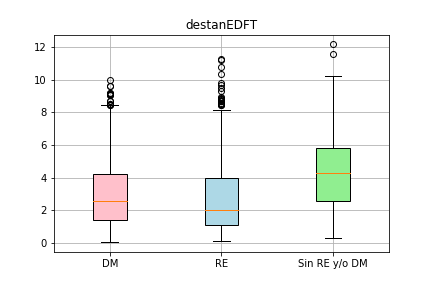 destanEDFT
12
10
8
6
4
2
0
DM
RE
Sin RE y/o DM